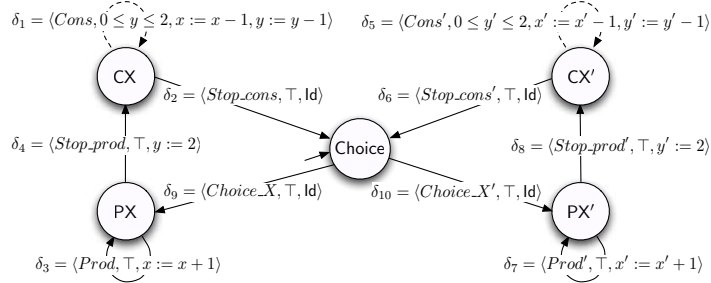 δ₁ = ⟨Cons, 0 ≤ y ≤ 2, x := x − 1, y := y − 1⟩
δ₅ = ⟨Cons′, 0 ≤ y′ ≤ 2, x′ := x′ − 1, y′ := y′ − 1⟩
CX
CX′
δ₂ = ⟨Stop_cons, ⊤, Id⟩
δ₆ = ⟨Stop_cons′, ⊤, Id⟩
δ₄ = ⟨Stop_prod, ⊤, y := 2⟩
Choice
δ₈ = ⟨Stop_prod′, ⊤, y′ := 2⟩
δ₉ = ⟨Choice_X, ⊤, Id⟩
δ₁₀ = ⟨Choice_X′, ⊤, Id⟩
PX
PX′
δ₃ = ⟨Prod, ⊤, x := x + 1⟩
δ₇ = ⟨Prod′, ⊤, x′ := x′ + 1⟩